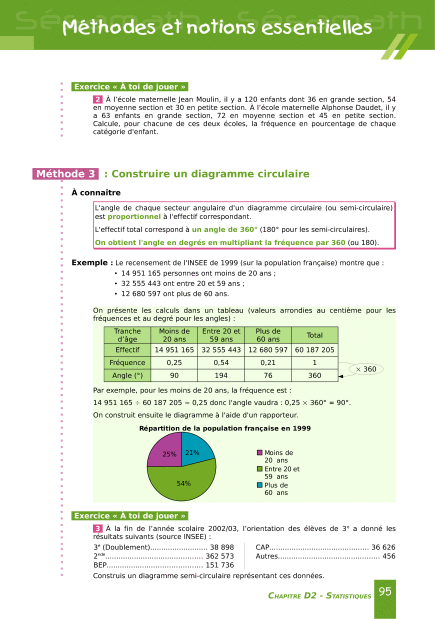 Sésamath Sésamath
Méthodes et notions essentielles
Exercice « À toi de jouer »
2 À l'école maternelle Jean Moulin, il y a 120 enfants dont 36 en grande section, 54
en moyenne section et 30 en petite section. À l'école maternelle Alphonse Daudet, il y
a 63 enfants en grande section, 72 en moyenne section et 45 en petite section.
Calcule, pour chacune de ces deux écoles, la fréquence en pourcentage de chaque
catégorie d'enfant.
Méthode 3 : Construire un diagramme circulaire
À connaître
L'angle de chaque secteur angulaire d'un diagramme circulaire (ou semi-circulaire)
est proportionnel à l'effectif correspondant.
L'effectif total correspond à un angle de 360° (180° pour les semi-circulaires).
On obtient l'angle en degrés en multipliant la fréquence par 360 (ou 180).
Exemple : Le recensement de l'INSEE de 1999 (sur la population française) montre que :
• 14 951 165 personnes ont moins de 20 ans ;
• 32 555 443 ont entre 20 et 59 ans ;
• 12 680 597 ont plus de 60 ans.
On présente les calculs dans un tableau (valeurs arrondies au centième pour les
fréquences et au degré pour les angles) :
Tranche d'âge Moins de 20 ans Entre 20 et 59 ans Plus de 60 ans Total
Effectif 14 951 165 32 555 443 12 680 597 60 187 205
Fréquence 0,25 0,54 0,21 1
Angle (°) 90 194 76 360
× 360
Par exemple, pour les moins de 20 ans, la fréquence est :
14 951 165 ÷ 60 187 205 ≈ 0,25 donc l'angle vaudra : 0,25 × 360° = 90°.
On construit ensuite le diagramme à l'aide d'un rapporteur.
Répartition de la population française en 1999
25% 21%
54%
Moins de
20 ans
Entre 20 et
59 ans
Plus de
60 ans
Exercice « À toi de jouer »
3 À la fin de l'année scolaire 2002/03, l'orientation des élèves de 3e a donné les
résultats suivants (source INSEE) :
3e (Doublement)......................... 38 898
2nde........................................... 362 573
BEP.......................................... 151 736
CAP........................................... 36 626
Autres............................................ 456
Construis un diagramme semi-circulaire représentant ces données.
CHAPITRE D2 - STATISTIQUES 95